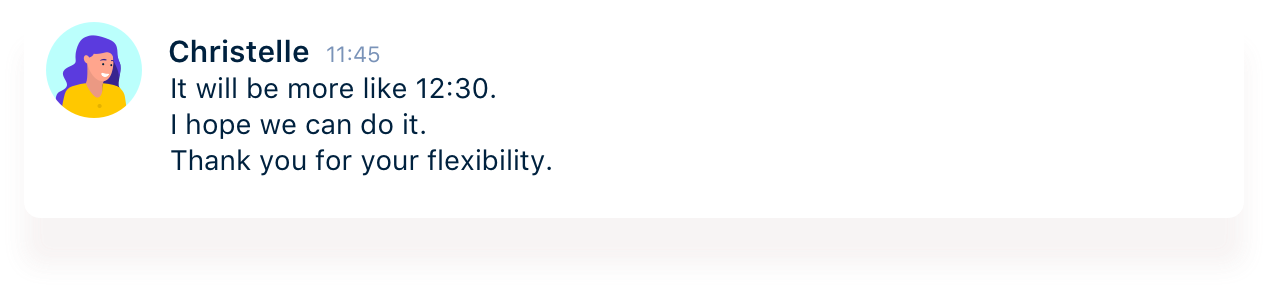 Christelle 11:45
It will be more like 12:30.
I hope we can do it.
Thank you for your flexibility.